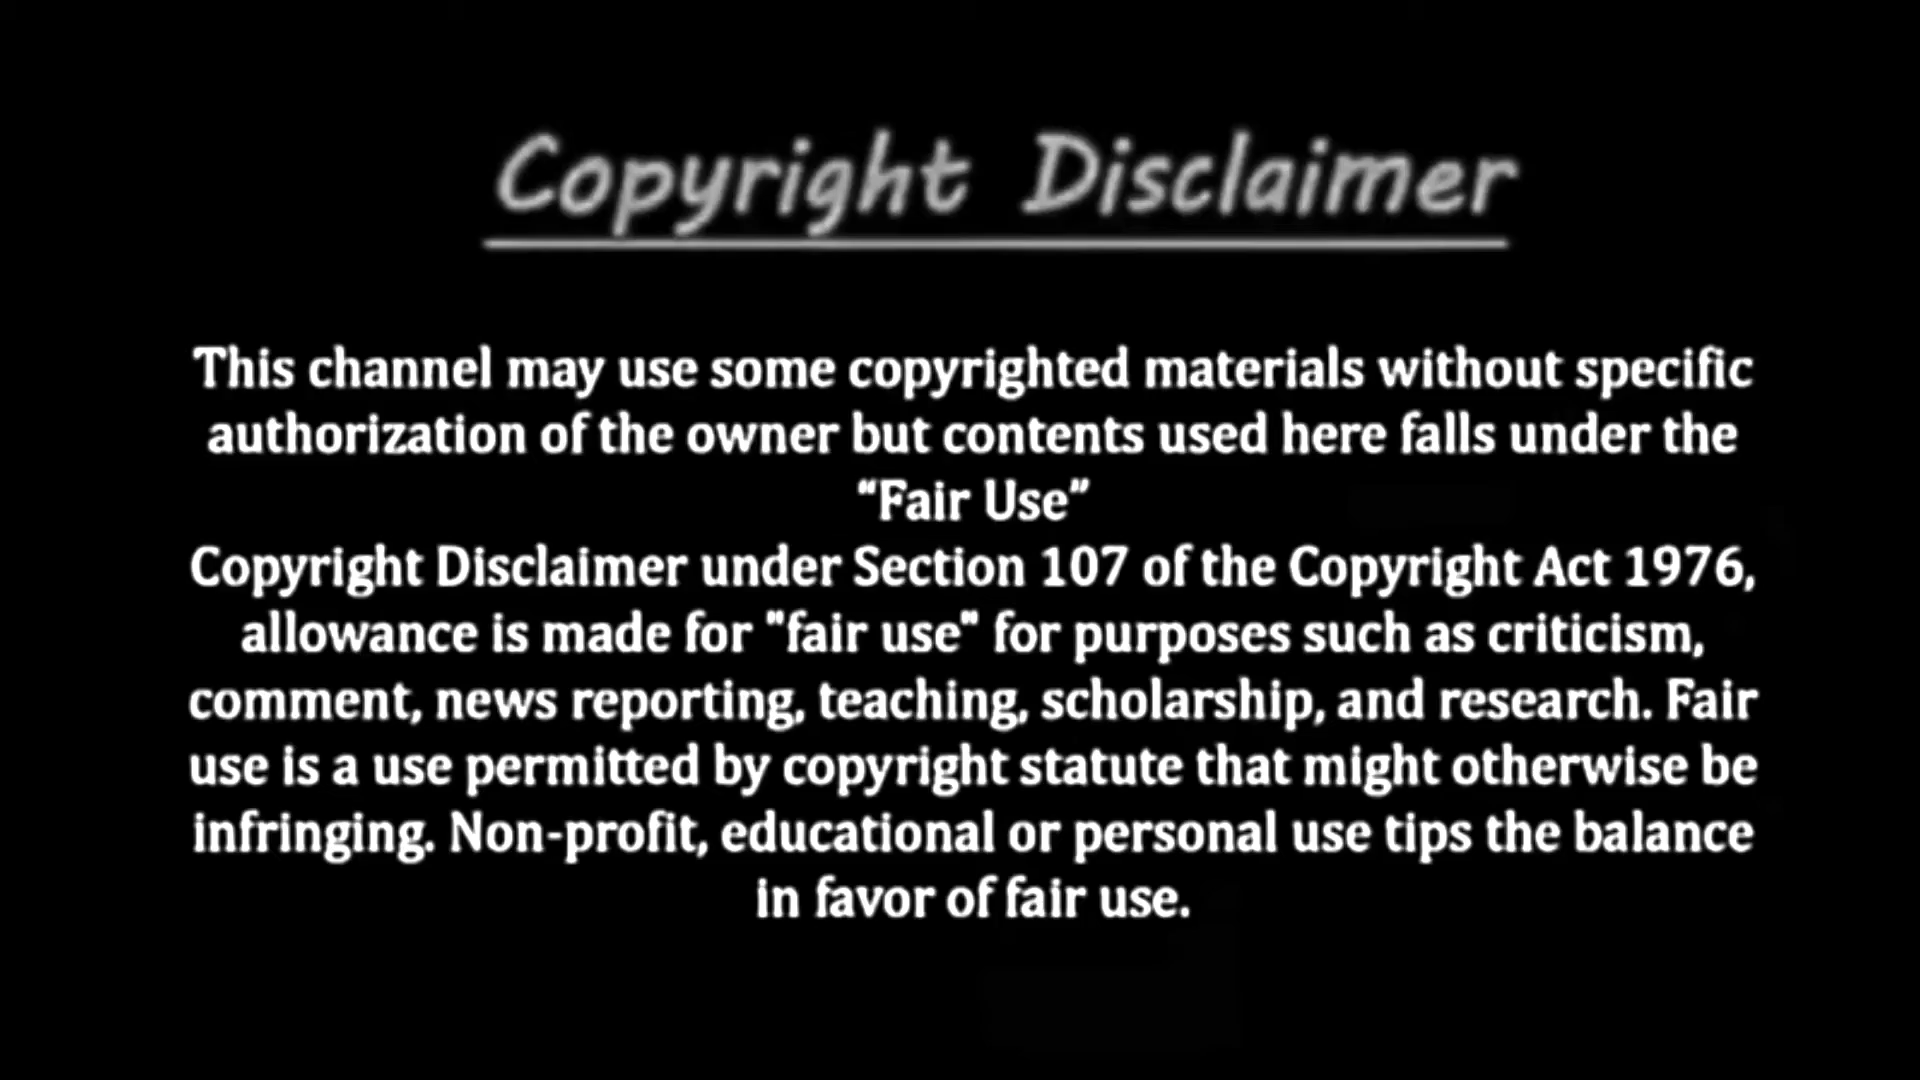 Copyright Disclaimer
This channel may use some copyrighted materials without specific
authorization of the owner but contents used here falls under the
“Fair Use”
Copyright Disclaimer under Section 107 of the Copyright Act 1976,
allowance is made for "fair use" for purposes such as criticism,
comment, news reporting, teaching, scholarship, and research. Fair
use is a use permitted by copyright statute that might otherwise be
infringing. Non-profit, educational or personal use tips the balance
in favor of fair use.